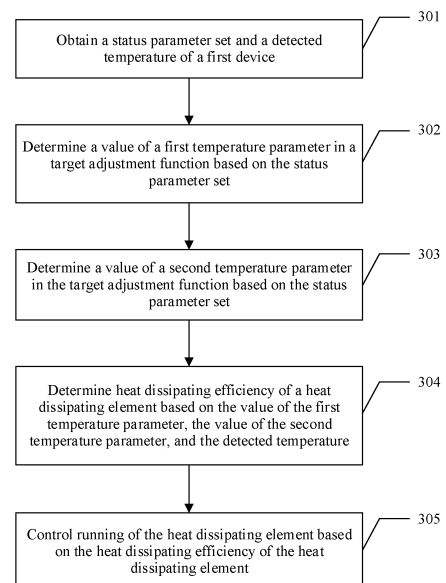 301
Obtain a status parameter set and a detected
temperature of a first device
302
Determine a value of a first temperature parameter in a
target adjustment function based on the status
parameter set
303
Determine a value of a second temperature parameter
in the target adjustment function based on the status
parameter set
304
Determine heat dissipating efficiency of a heat
dissipating element based on the value of the first
temperature parameter, the value of the second
temperature parameter, and the detected temperature
305
Control running of the heat dissipating element based
on the heat dissipating efficiency of the heat
dissipating element